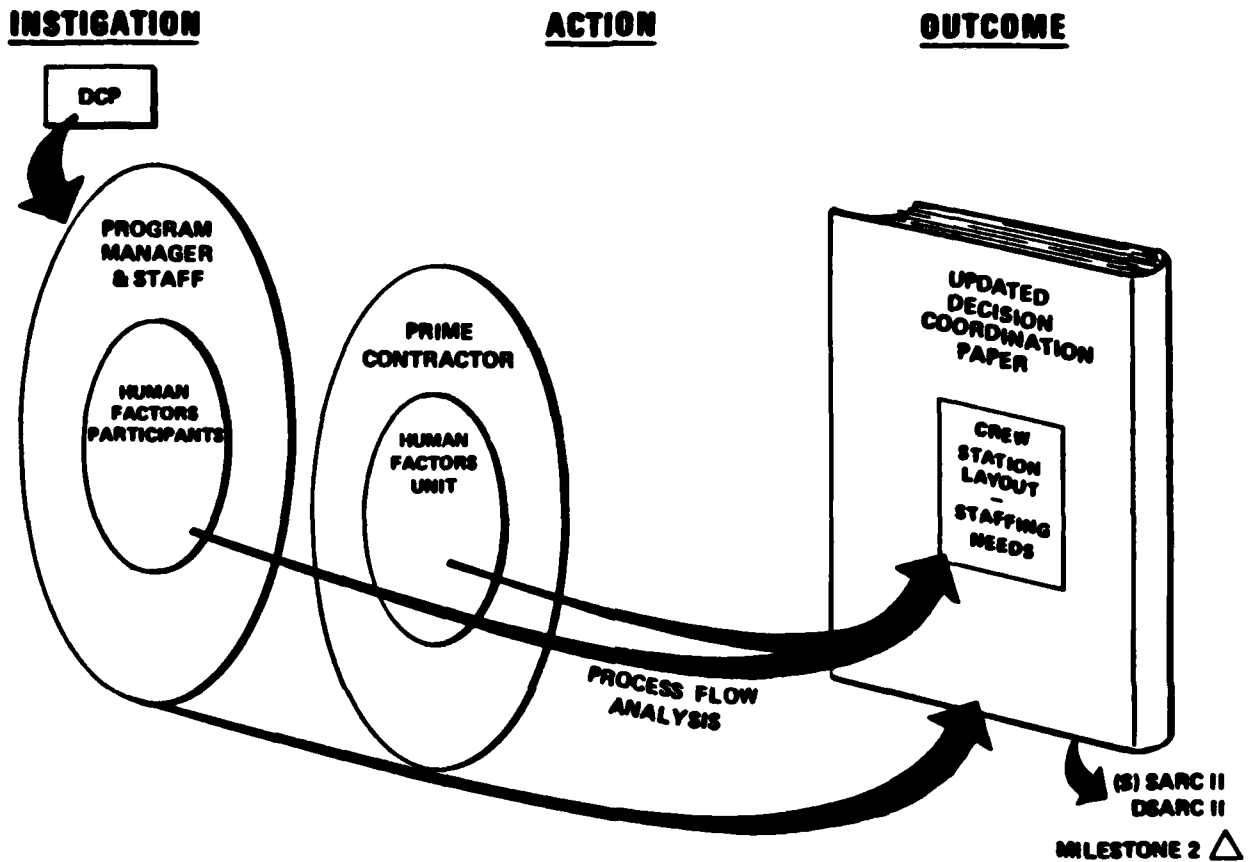 INSTIGATION
ACTION
OUTCOME
DCP
PROGRAM
MANAGER
& STAFF
HUMAN
FACTORS
PARTICIPANTS
PRIME
CONTRACTOR
HUMAN
FACTORS
UNIT
PROCESS FLOW
ANALYSIS
UPDATED
DECISION
COORDINATION
PAPER
CREW
STATION
LAYOUT
–
STAFFING
NEEDS
(S) SARC II
DSARC II
MILESTONE 2 △